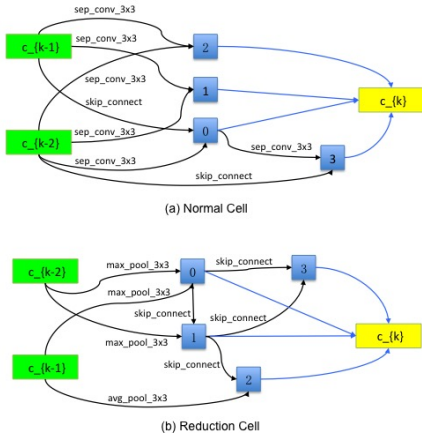 sep_conv_3x3
c_{k-1}
sep_conv_3x3
2
sep_conv_3x3
1
skip_connect
c_{k}
c_{k-2}
sep_conv_3x3
0
sep_conv_3x3
sep_conv_3x3
3
skip_connect
(a) Normal Cell
c_{k-2}
max_pool_3x3
0
skip_connect
3
max_pool_3x3
skip_connect
skip_connect
c_{k}
1
max_pool_3x3
c_{k-1}
skip_connect
2
avg_pool_3x3
(b) Reduction Cell